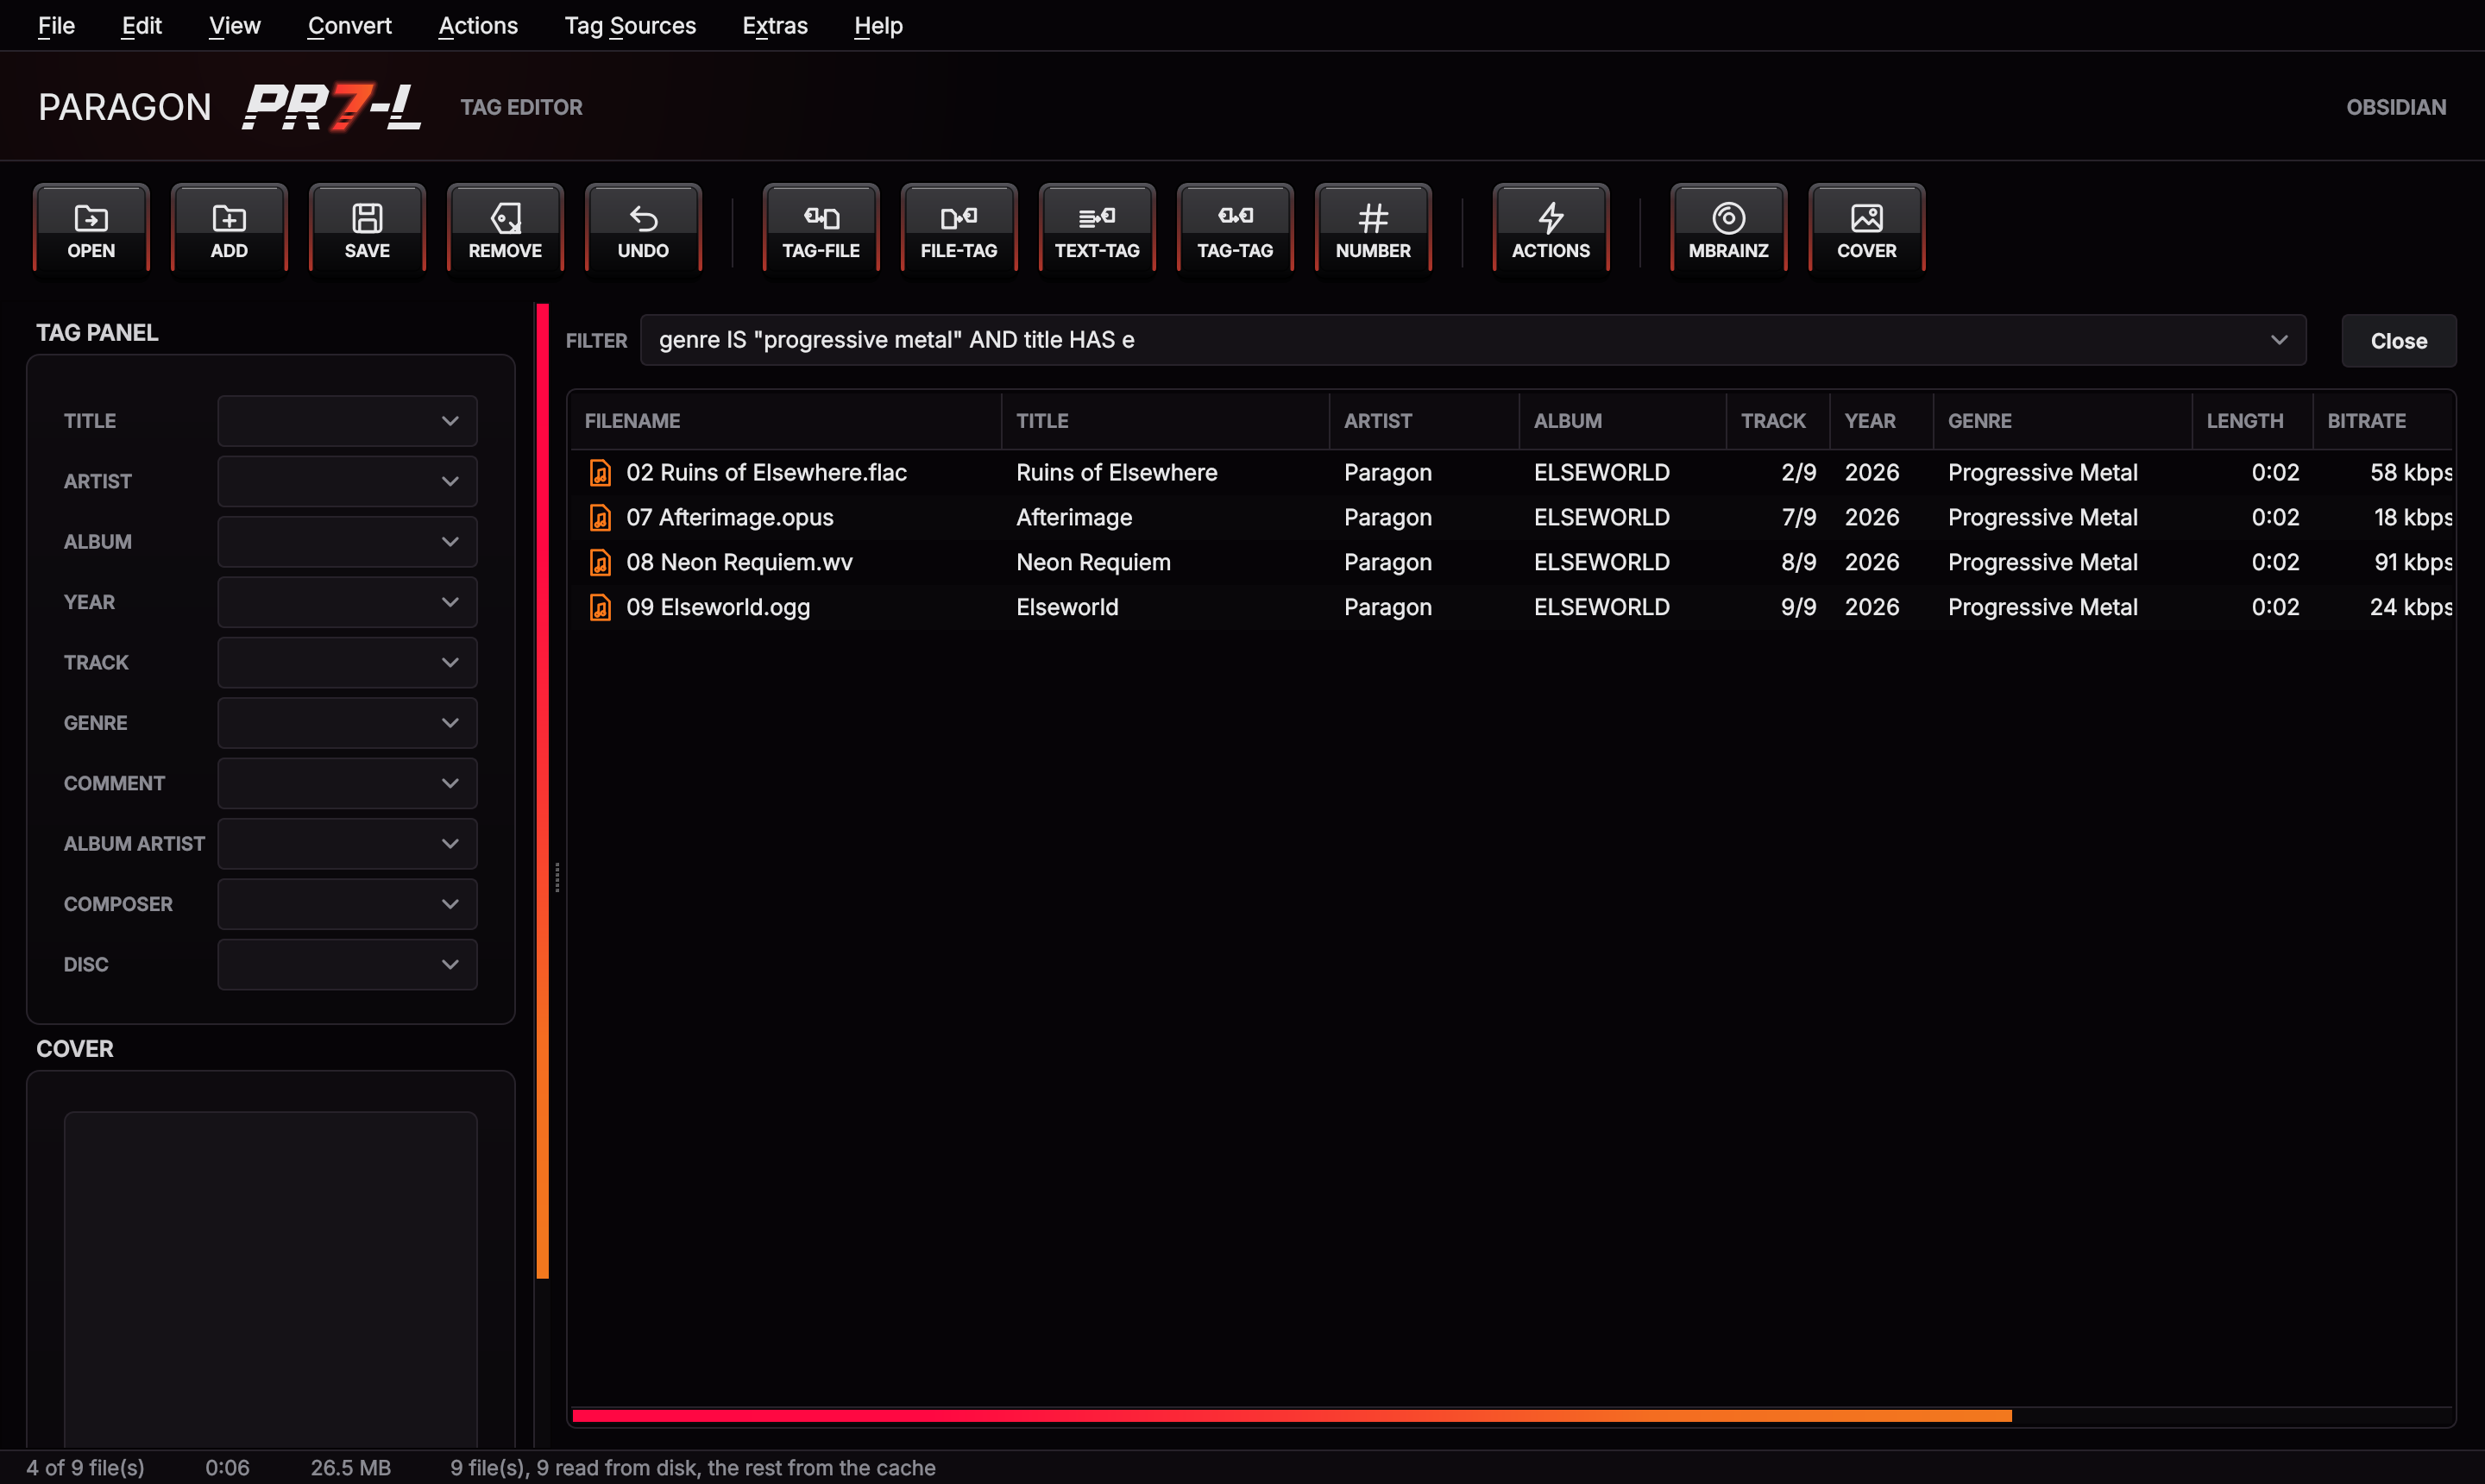 File Edit View Convert Actions Tag Sources Extras Help
PARAGON PR7-L TAG EDITOR OBSIDIAN
OPEN ADD SAVE REMOVE UNDO TAG-FILE FILE-TAG TEXT-TAG TAG-TAG NUMBER ACTIONS MBRAINZ COVER
TAG PANEL
TITLE
ARTIST
ALBUM
YEAR
TRACK
GENRE
COMMENT
ALBUM ARTIST
COMPOSER
DISC
COVER
FILTER genre IS "progressive metal" AND title HAS e Close
FILENAME TITLE ARTIST ALBUM TRACK YEAR GENRE LENGTH BITRATE
02 Ruins of Elsewhere.flac Ruins of Elsewhere Paragon ELSEWORLD 2/9 2026 Progressive Metal 0:02 58 kbps
07 Afterimage.opus Afterimage Paragon ELSEWORLD 7/9 2026 Progressive Metal 0:02 18 kbps
08 Neon Requiem.wv Neon Requiem Paragon ELSEWORLD 8/9 2026 Progressive Metal 0:02 91 kbps
09 Elseworld.ogg Elseworld Paragon ELSEWORLD 9/9 2026 Progressive Metal 0:02 24 kbps
4 of 9 file(s) 0:06 26.5 MB 9 file(s), 9 read from disk, the rest from the cache